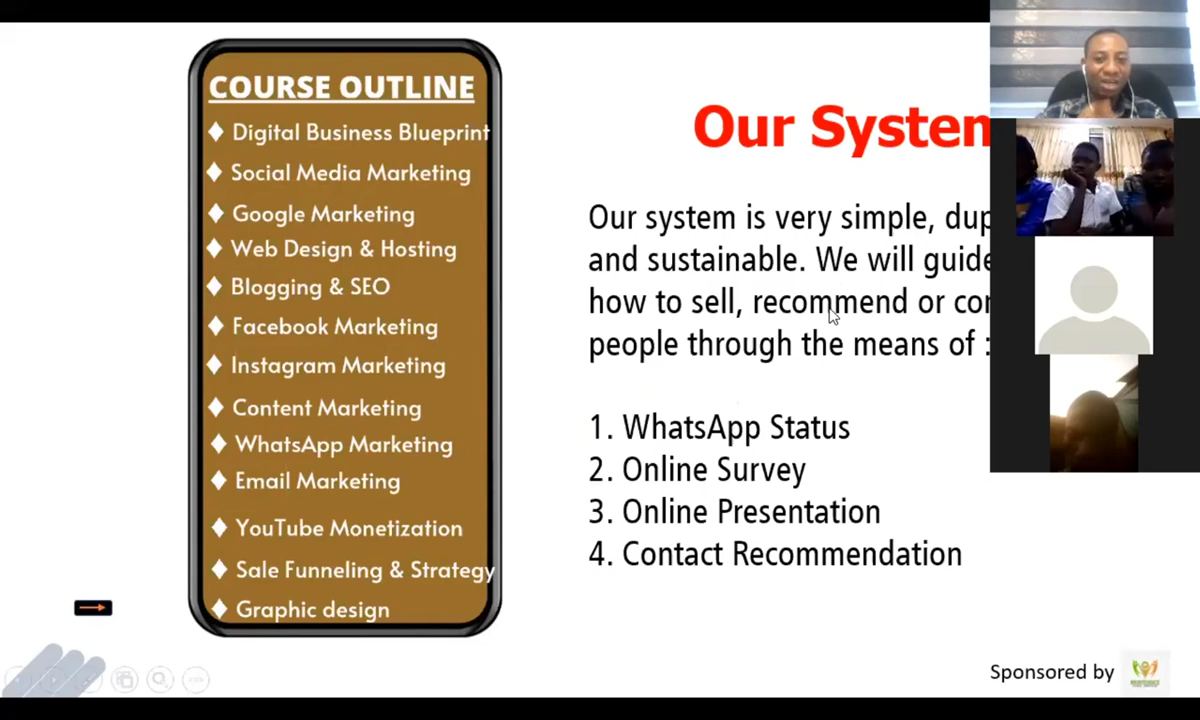 COURSE OUTLINE
Digital Business Blueprint
Social Media Marketing
Google Marketing
Web Design & Hosting
Blogging & SEO
Facebook Marketing
Instagram Marketing
Content Marketing
WhatsApp Marketing
Email Marketing
YouTube Monetization
Sale Funneling & Strategy
Graphic design
Our System
Our system is very simple,
and sustainable. We will guide
how to sell, recommend or
people through the means of :
1. WhatsApp Status
2. Online Survey
3. Online Presentation
4. Contact Recommendation
Sponsored by